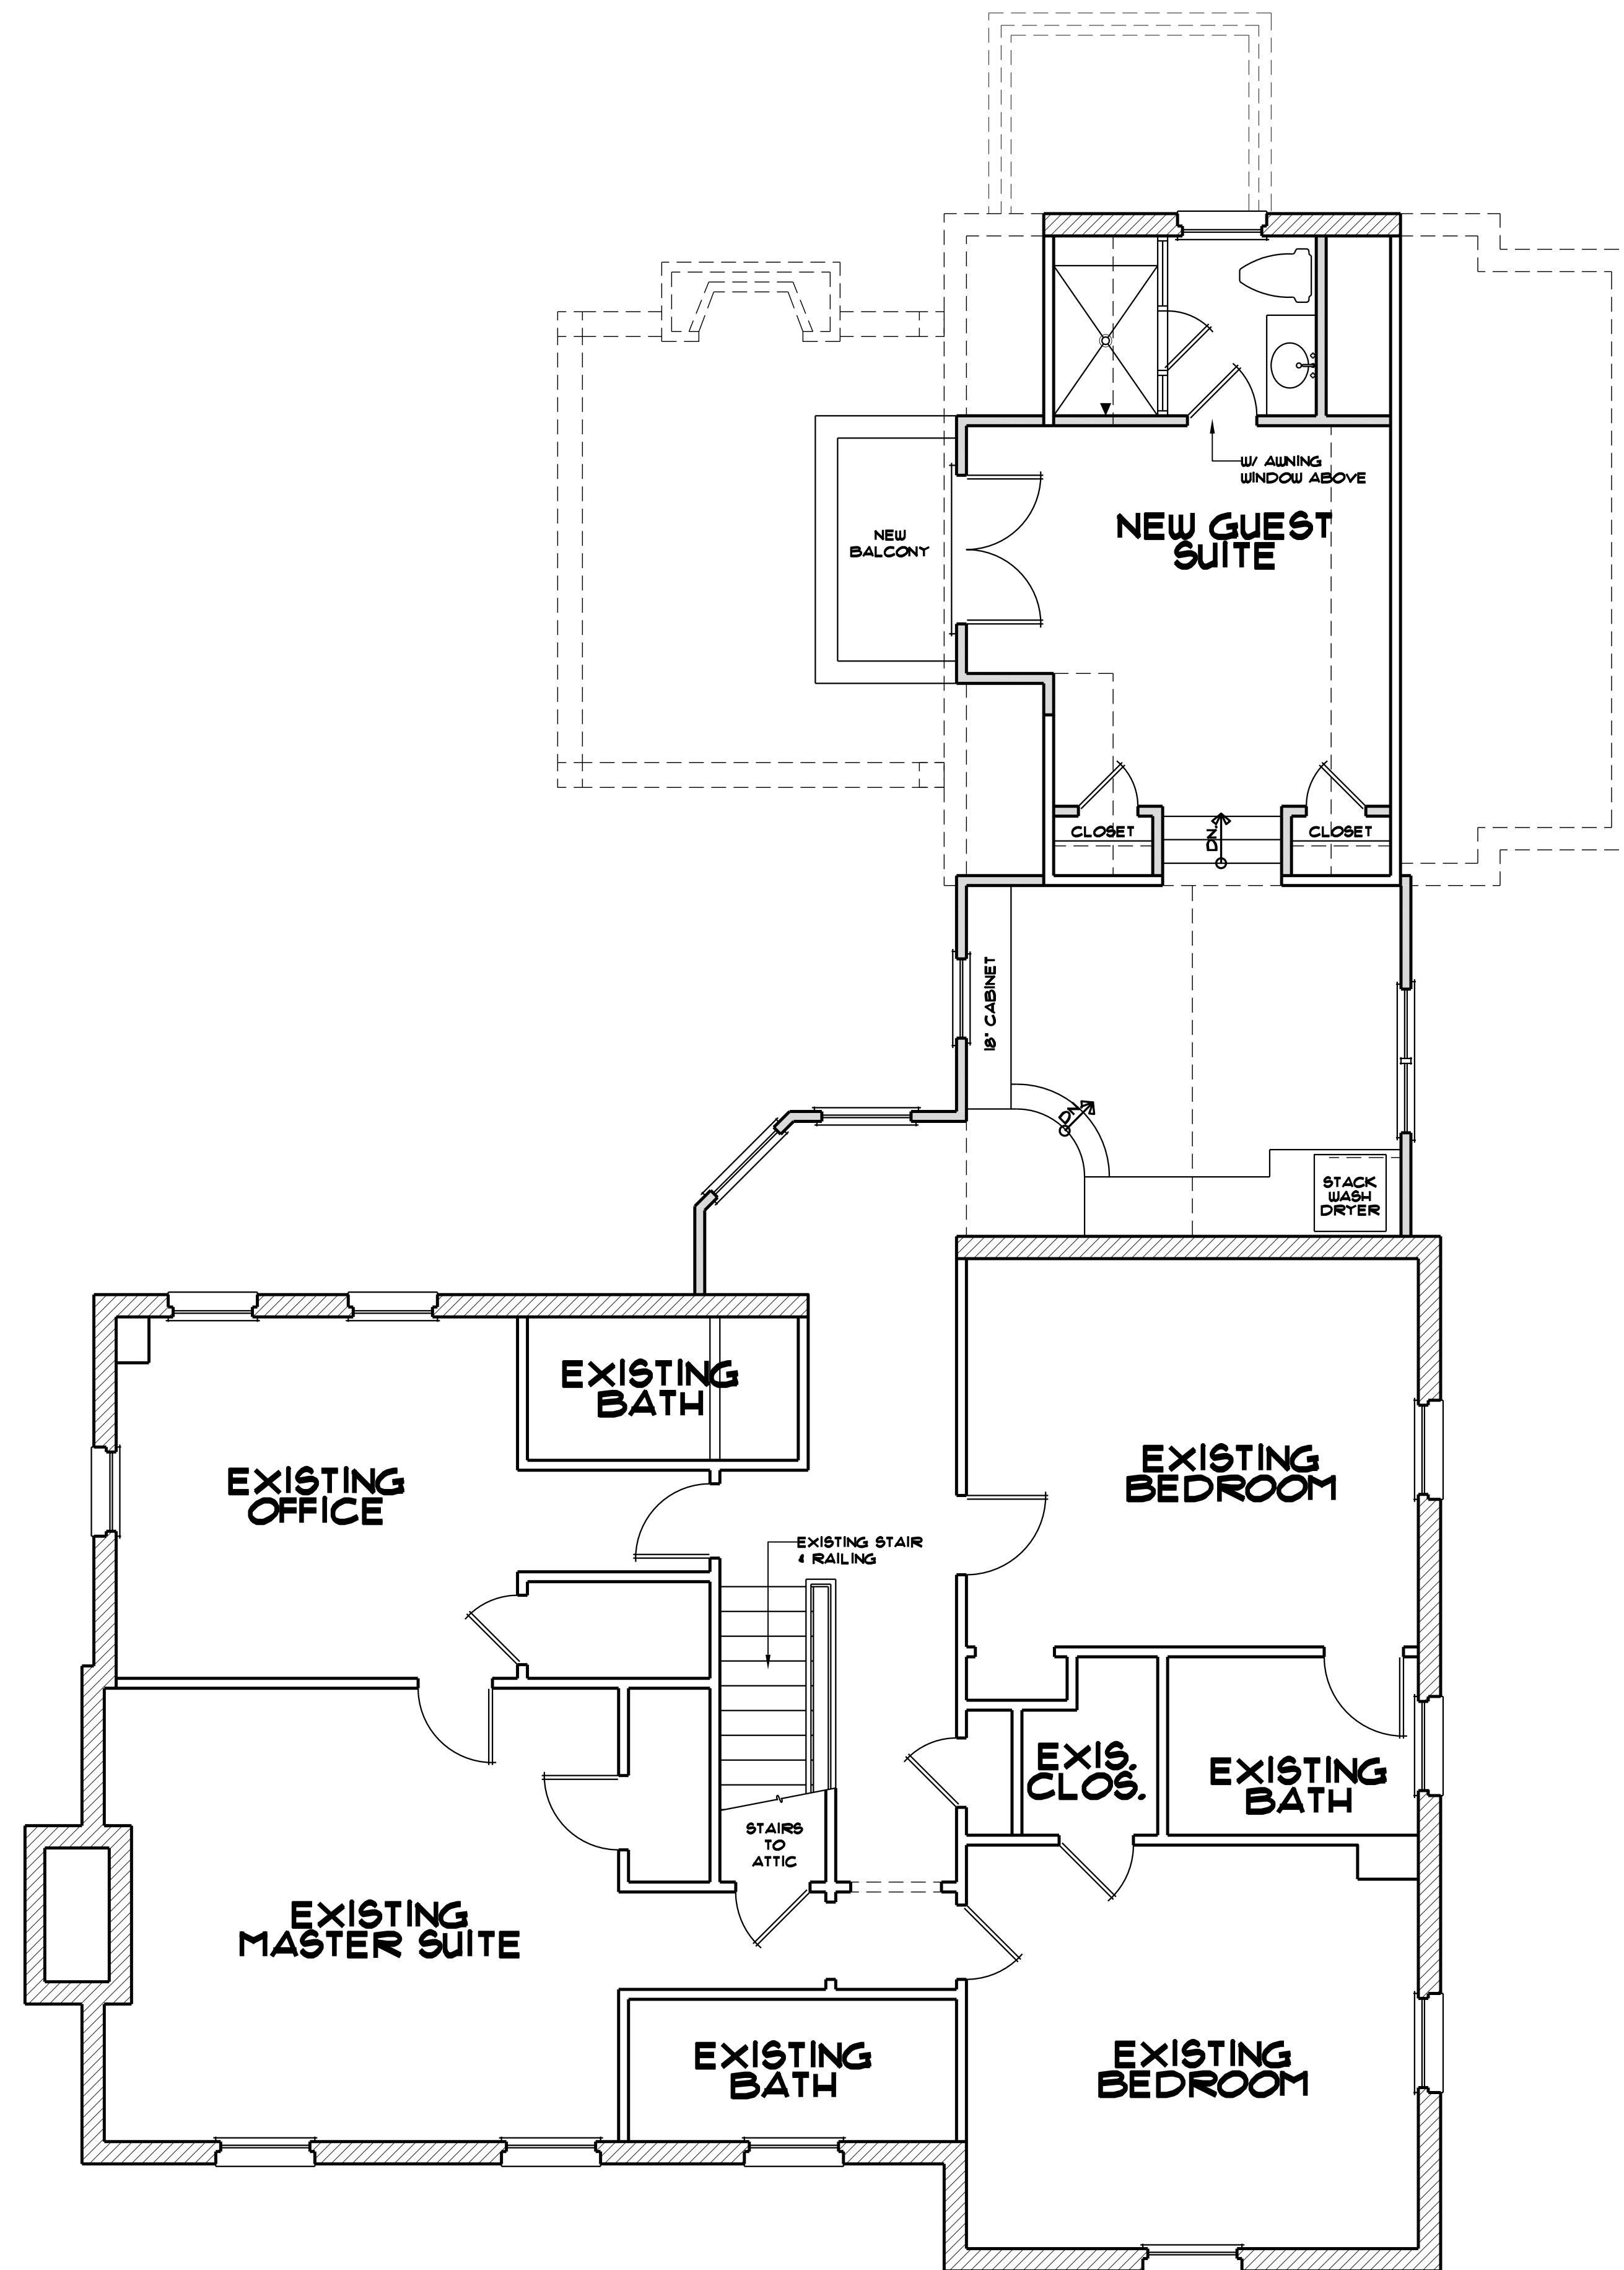 W/ AWNING
WINDOW ABOVE
NEW GUEST
SUITE
NEW
BALCONY
CLOSET
DN.
CLOSET
18" CABINET
DN.
STACK
WASH
DRYER
EXISTING
BATH
EXISTING
OFFICE
EXISTING
BEDROOM
EXISTING STAIR
& RAILING
EXIS.
CLOS.
EXISTING
BATH
STAIRS
TO
ATTIC
EXISTING
MASTER SUITE
EXISTING
BATH
EXISTING
BEDROOM